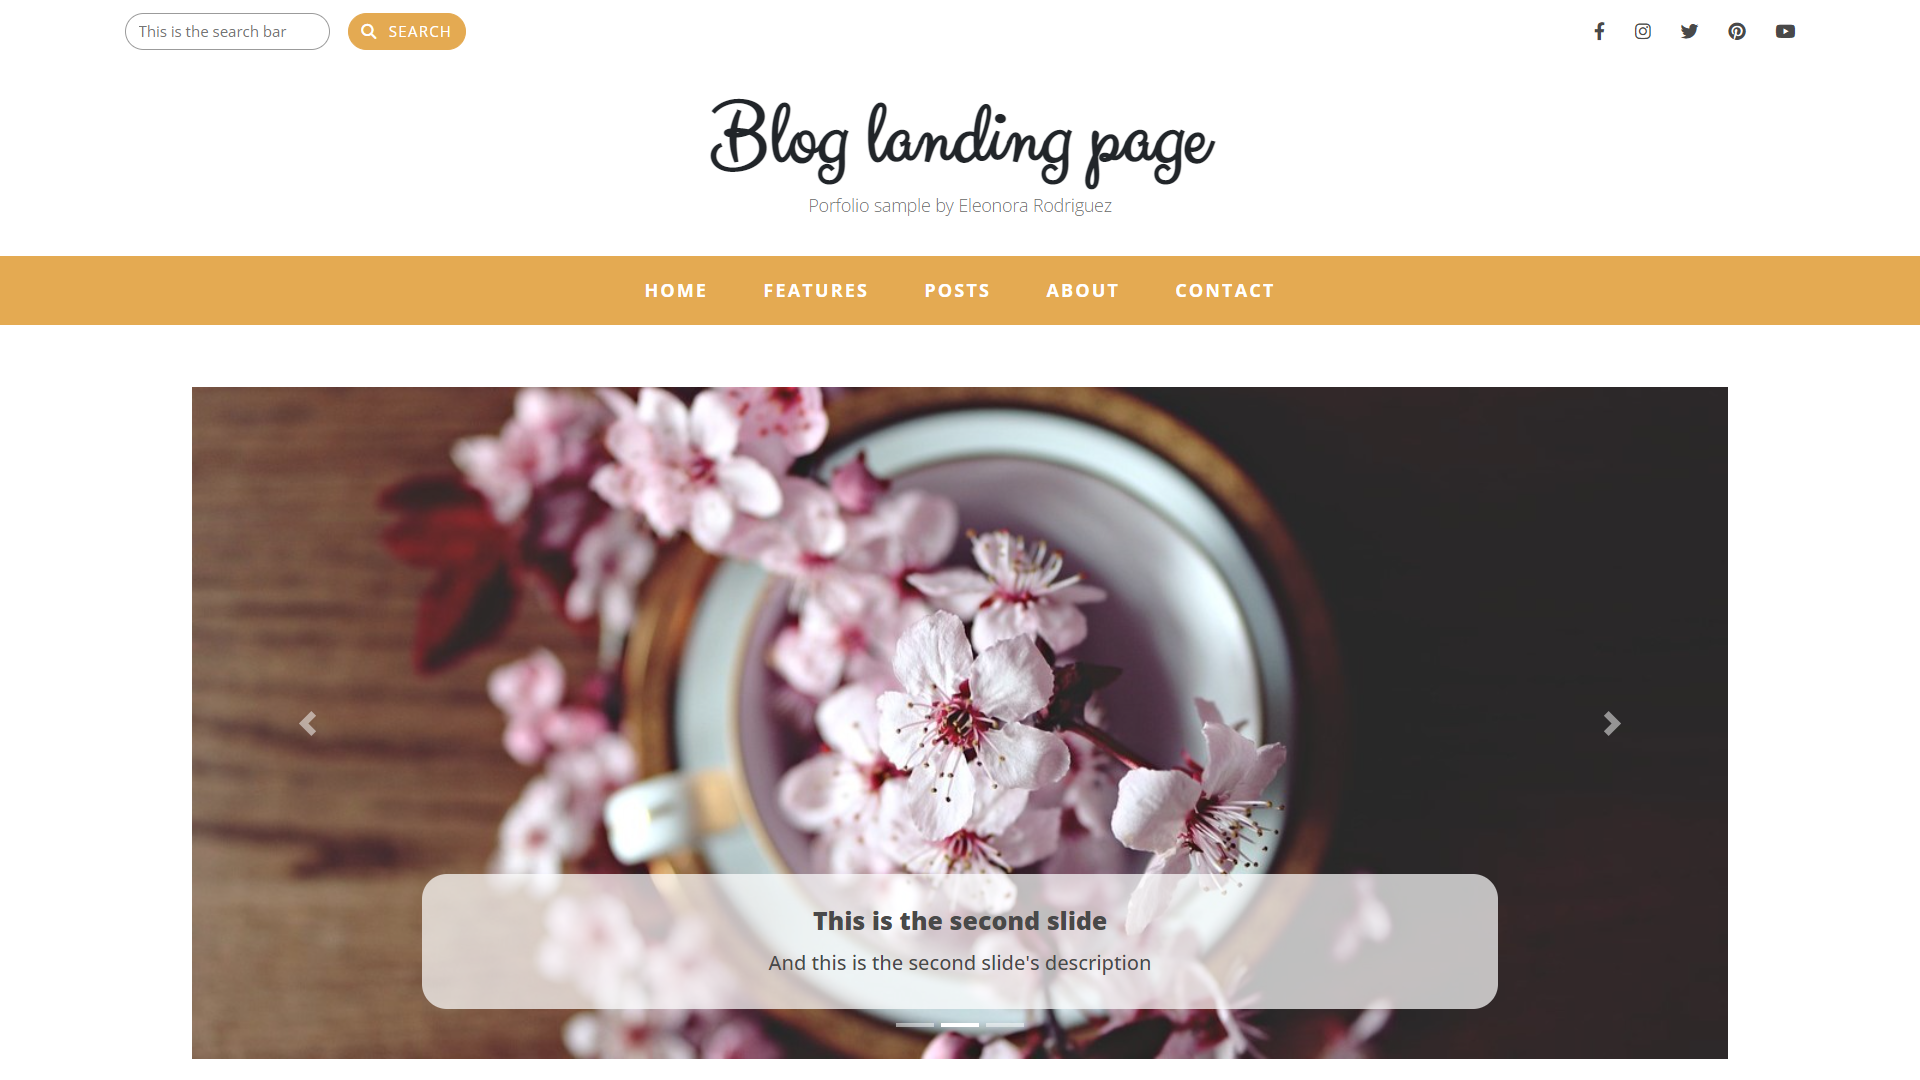 This is the search bar
SEARCH
Blog landing page
Porfolio sample by Eleonora Rodriguez
HOME FEATURES POSTS ABOUT CONTACT
This is the second slide
And this is the second slide's description